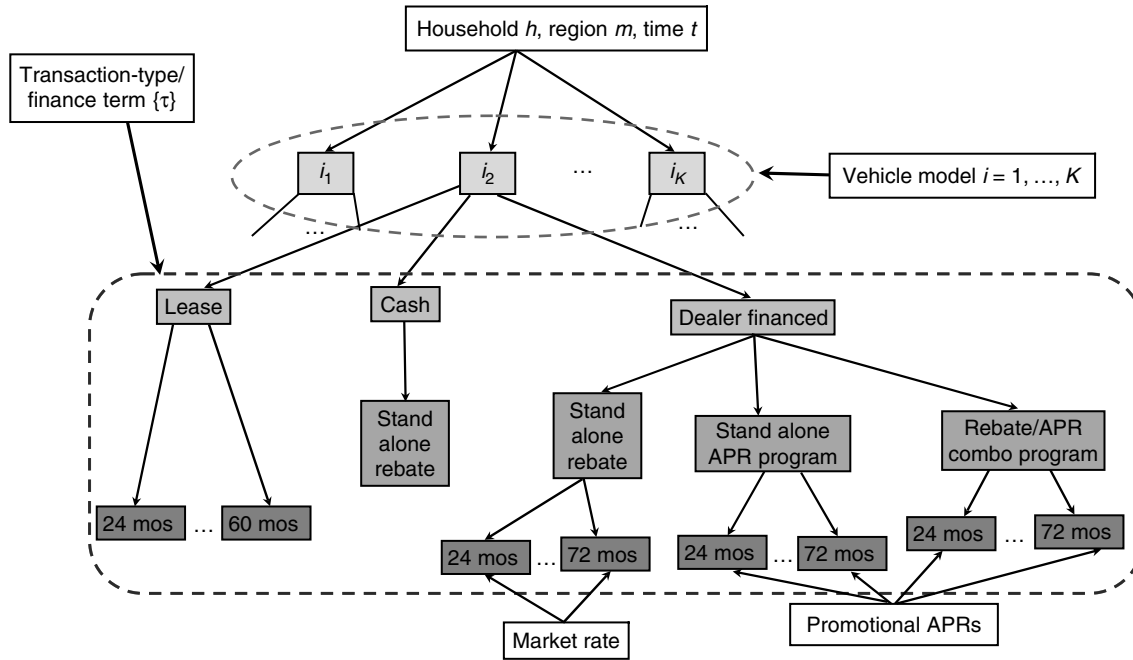 Household h, region m, time t
Transaction-type/
finance term {τ}
i1
i2
...
iK
Vehicle model i = 1, ..., K
...
...
Lease
Cash
Dealer financed
Stand
alone
rebate
Stand
alone
rebate
Stand alone
APR program
Rebate/APR
combo program
24 mos ... 60 mos
24 mos ... 72 mos
24 mos ... 72 mos
24 mos ... 72 mos
Market rate
Promotional APRs